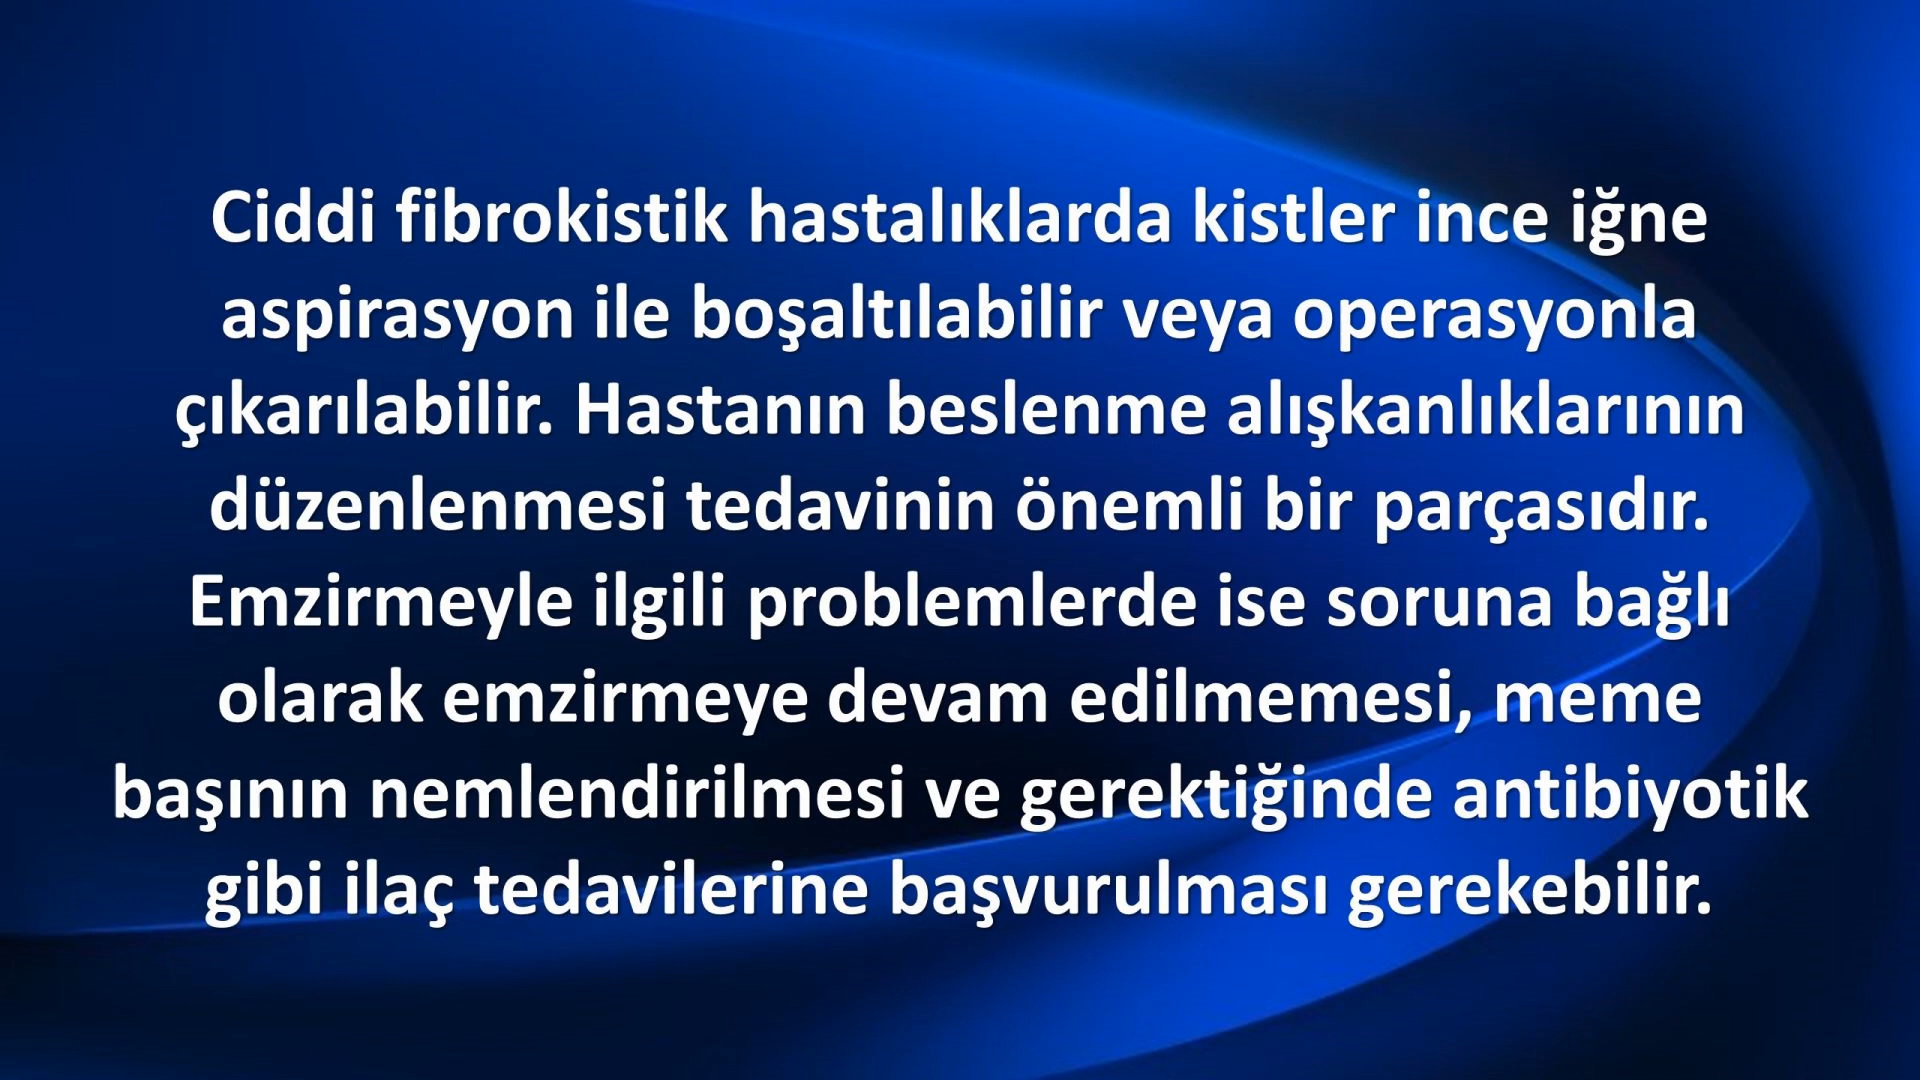 Ciddi fibrokistik hastalıklarda kistler ince iğne
aspirasyon ile boşaltılabilir veya operasyonla
çıkarılabilir. Hastanın beslenme alışkanlıklarının
düzenlenmesi tedavinin önemli bir parçasıdır.
Emzirmeyle ilgili problemlerde ise soruna bağlı
olarak emzirmeye devam edilmemesi, meme
başının nemlendirilmesi ve gerektiğinde antibiyotik
gibi ilaç tedavilerine başvurulması gerekebilir.